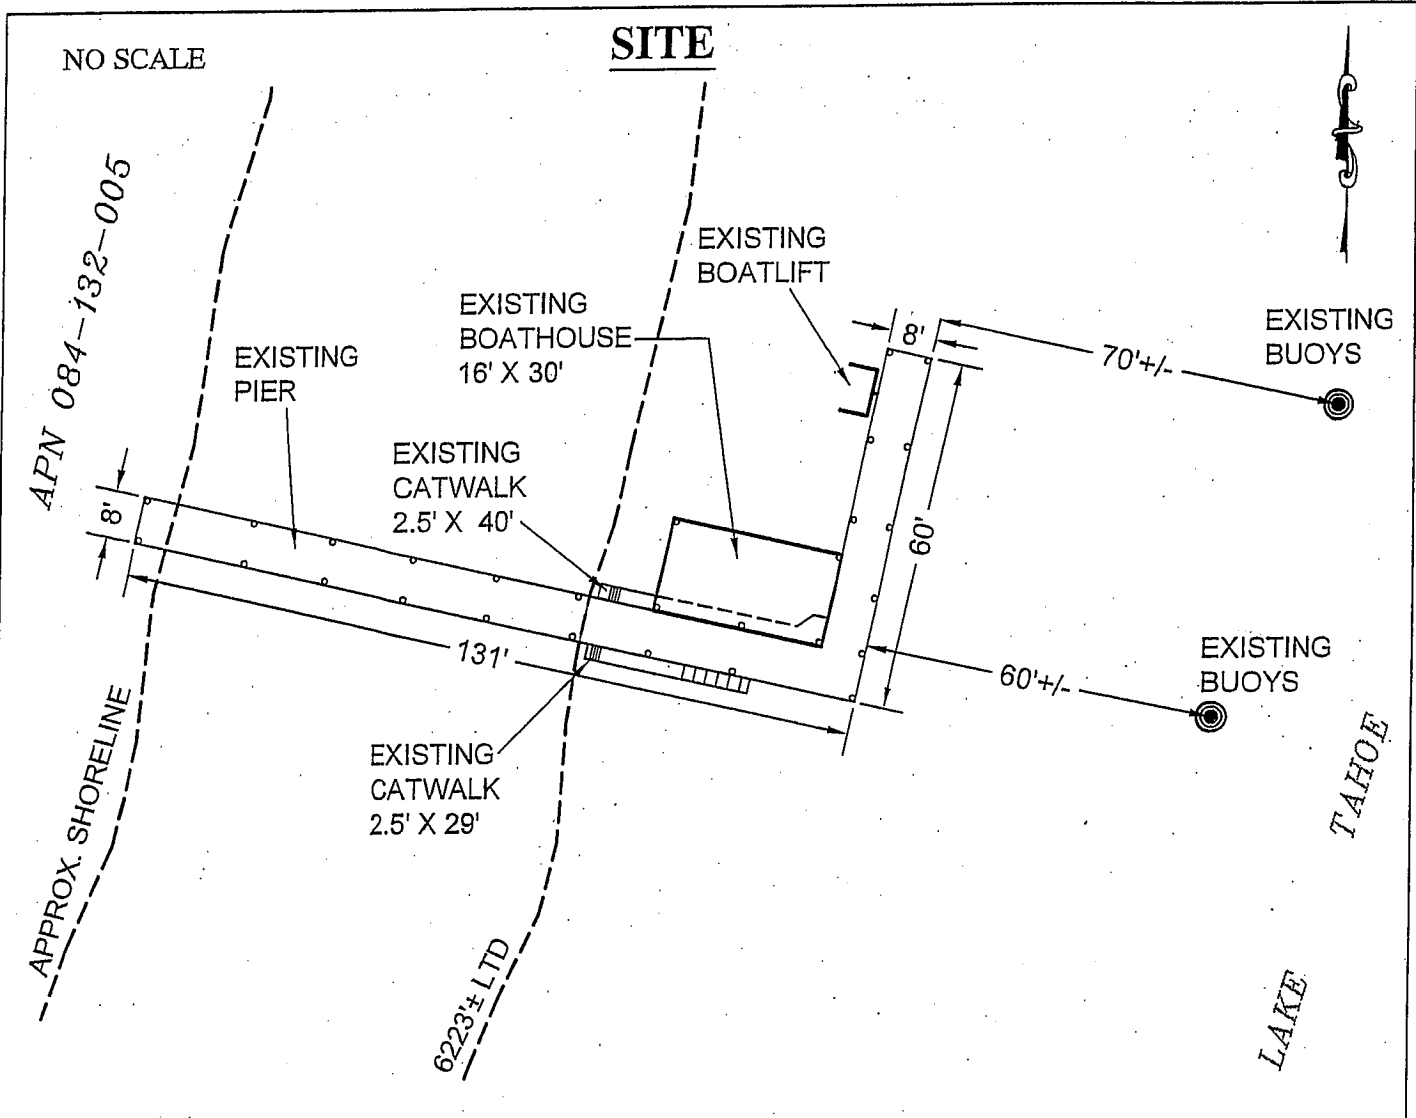 NO SCALE
SITE
APN 084-132-005
EXISTING
BOATLIFT
EXISTING
BOATHOUSE
16' X 30'
EXISTING
PIER
EXISTING
CATWALK
2.5' X 40'
8'
70'+/-
EXISTING
BUOYS
8'
60'
131'
60'+/-
EXISTING
BUOYS
EXISTING
CATWALK
2.5' X 29'
APPROX. SHORELINE
6223'± LTD
LAKE TAHOE